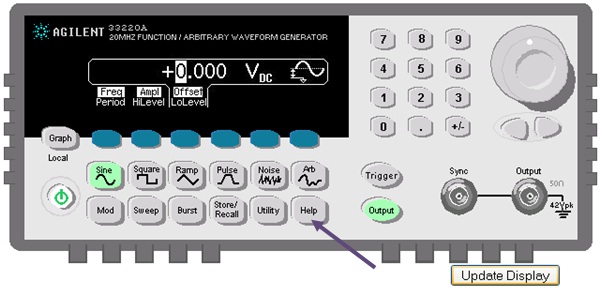 AGILENT 33220A
20MHZ FUNCTION / ARBITRARY WAVEFORM GENERATOR
+0.000 VDC
Freq Ampl Offset
Period HiLevel LoLevel
7 8 9
4 5 6
1 2 3
0 . +/-
Graph
Local
Sine Square Ramp Pulse Noise Arb
Mod Sweep Burst Store/ Recall Utility Help
Trigger
Output
Sync Output
50Ω
42Vpk
Update Display